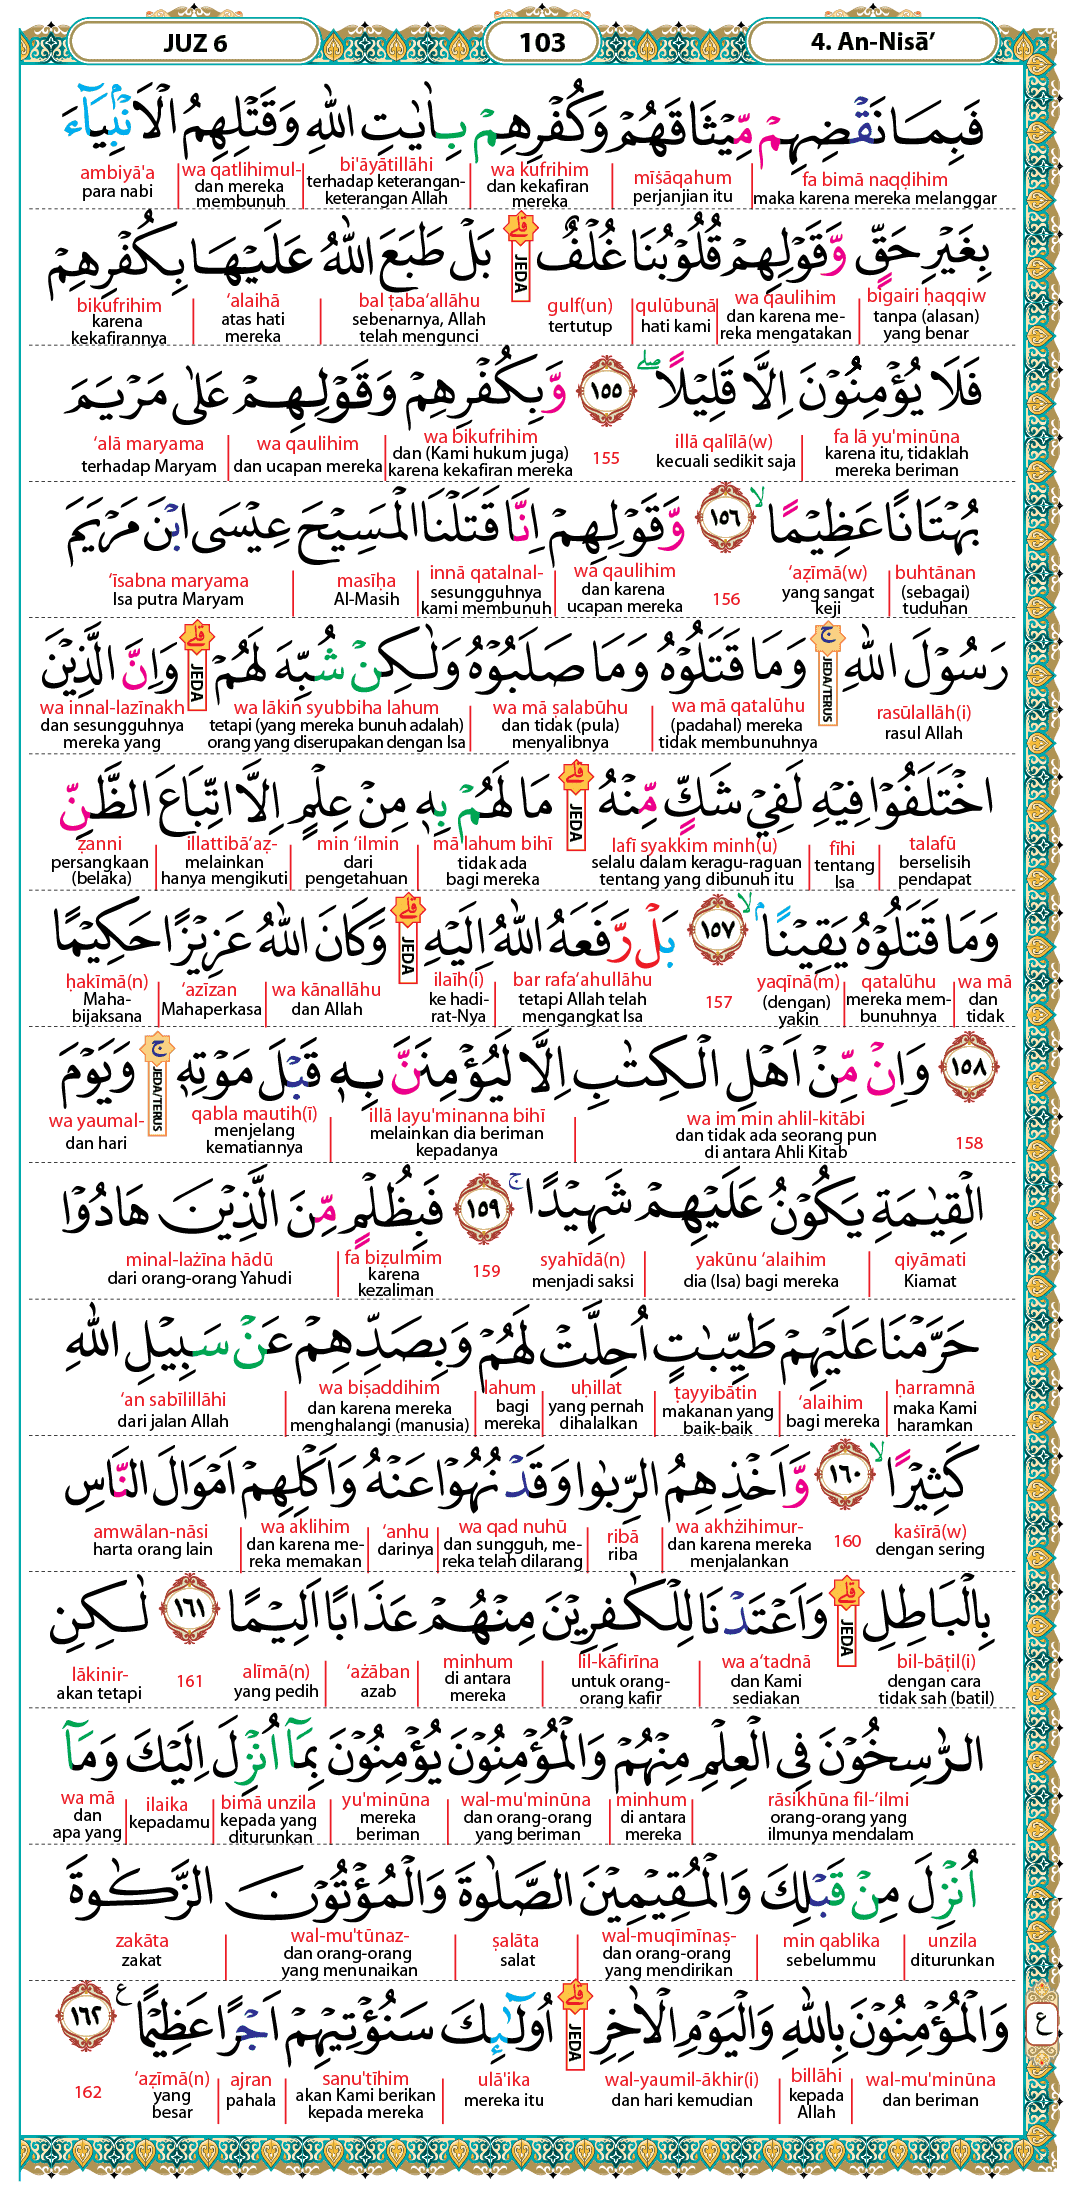 JUZ 6
103
4. An-Nisā’
فَبِمَا نَقْضِهِمْ مِّيْثَاقَهُمْ وَكُفْرِهِمْ بِاٰيٰتِ اللّٰهِ وَقَتْلِهِمُ الْاَنْۢبِيَاۤءَ
fa bimā naqḍihim
maka karena mereka melanggar
mīṡāqahum
perjanjian itu
wa kufrihim
dan kekafiran
mereka
bi'āyātillāhi
terhadap keterangan-
keterangan Allah
wa qatlihimul-
dan mereka
membunuh
ambiyā'a
para nabi
بِغَيْرِ حَقٍّ وَّقَوْلِهِمْ قُلُوْبُنَا غُلْفٌ ۗ بَلْ طَبَعَ اللّٰهُ عَلَيْهَا بِكُفْرِهِمْ
JEDA
bigairi ḥaqqiw
tanpa (alasan)
yang benar
wa qaulihim
dan karena me-
reka mengatakan
qulūbunā
hati kami
gulf(un)
tertutup
bal ṭaba‘allāhu
sebenarnya, Allah
telah mengunci
‘alaihā
atas hati
mereka
bikufrihim
karena
kekafirannya
فَلَا يُؤْمِنُوْنَ اِلَّا قَلِيْلًاۖ ١٥٥ وَّبِكُفْرِهِمْ وَقَوْلِهِمْ عَلٰى مَرْيَمَ
fa lā yu'minūna
karena itu, tidaklah
mereka beriman
illā qalīlā(w)
kecuali sedikit saja
155
wa bikufrihim
dan (Kami hukum juga)
karena kekafiran mereka
wa qaulihim
dan ucapan mereka
‘alā maryama
terhadap Maryam
بُهْتَانًا عَظِيْمًاۙ ١٥٦ وَّقَوْلِهِمْ اِنَّا قَتَلْنَا الْمَسِيْحَ عِيْسَى ابْنَ مَرْيَمَ
buhtānan
(sebagai)
tuduhan
‘aẓīmā(w)
yang sangat
keji
156
wa qaulihim
dan karena
ucapan mereka
innā qatalnal-
sesungguhnya
kami membunuh
masīḥa
Al-Masih
‘īsabna maryama
Isa putra Maryam
رَسُوْلَ اللّٰهِ ۚ وَمَا قَتَلُوْهُ وَمَا صَلَبُوْهُ وَلٰكِنْ شُبِّهَ لَهُمْ ۗ وَاِنَّ الَّذِيْنَ
JEDA/TERUS
JEDA
rasūlallāh(i)
rasul Allah
wa mā qatalūhu
(padahal) mereka
tidak membunuhnya
wa mā ṣalabūhu
dan tidak (pula)
menyalibnya
wa lākin syubbiha lahum
tetapi (yang mereka bunuh adalah)
orang yang diserupakan dengan Isa
wa innal-lazīnakh
dan sesungguhnya
mereka yang
اخْتَلَفُوْا فِيْهِ لَفِيْ شَكٍّ مِّنْهُ ۗ مَا لَهُمْ بِهٖ مِنْ عِلْمٍ اِلَّا اتِّبَاعَ الظَّنِّ
JEDA
talafū
berselisih
pendapat
fīhi
tentang
Isa
lafī syakkim minh(u)
selalu dalam keragu-raguan
tentang yang dibunuh itu
mā lahum bihī
tidak ada
bagi mereka
min ‘ilmin
dari
pengetahuan
illattibā‘aẓ-
melainkan
hanya mengikuti
ẓanni
persangkaan
(belaka)
وَمَا قَتَلُوْهُ يَقِيْنًاۢۙ ١٥٧ بَلْ رَّفَعَهُ اللّٰهُ اِلَيْهِ ۗ وَكَانَ اللّٰهُ عَزِيْزًا حَكِيْمًا
JEDA
wa mā
dan
tidak
qatalūhu
mereka mem-
bunuhnya
yaqīnā(m)
(dengan)
yakin
157
bar rafa‘ahullāhu
tetapi Allah telah
mengangkat Isa
ilaīh(i)
ke hadi-
rat-Nya
wa kānallāhu
dan Allah
‘azīzan
Mahaperkasa
ḥakīmā(n)
Maha-
bijaksana
١٥٨ وَاِنْ مِّنْ اَهْلِ الْكِتٰبِ اِلَّا لَيُؤْمِنَنَّ بِهٖ قَبْلَ مَوْتِهٖ ۚ وَيَوْمَ
JEDA/TERUS
158
wa im min ahlil-kitābi
dan tidak ada seorang pun
di antara Ahli Kitab
illā layu'minanna bihī
melainkan dia beriman
kepadanya
qabla mautih(ī)
menjelang
kematiannya
wa yaumal-
dan hari
الْقِيٰمَةِ يَكُوْنُ عَلَيْهِمْ شَهِيْدًاۚ ١٥٩ فَبِظُلْمٍ مِّنَ الَّذِيْنَ هَادُوْا
qiyāmati
Kiamat
yakūnu ‘alaihim
dia (Isa) bagi mereka
syahīdā(n)
menjadi saksi
159
fa biẓulmim
karena
kezaliman
minal-lażīna hādū
dari orang-orang Yahudi
حَرَّمْنَا عَلَيْهِمْ طَيِّبٰتٍ اُحِلَّتْ لَهُمْ وَبِصَدِّهِمْ عَنْ سَبِيْلِ اللّٰهِ
ḥarramnā
maka Kami
haramkan
‘alaihim
bagi mereka
ṭayyibātin
makanan yang
baik-baik
uḥillat
yang pernah
dihalalkan
lahum
bagi
mereka
wa biṣaddihim
dan karena mereka
menghalangi (manusia)
‘an sabīlillāhi
dari jalan Allah
كَثِيْرًاۙ ١٦٠ وَّاَخْذِهِمُ الرِّبٰوا وَقَدْ نُهُوْا عَنْهُ وَاَكْلِهِمْ اَمْوَالَ النَّاسِ
kaśīrā(w)
dengan sering
160
wa akhżihimur-
dan karena mereka
menjalankan
ribā
riba
wa qad nuhū
dan sungguh, me-
reka telah dilarang
‘anhu
darinya
wa aklihim
dan karena me-
reka memakan
amwālan-nāsi
harta orang lain
بِالْبَاطِلِ ۗ وَاَعْتَدْنَا لِلْكٰفِرِيْنَ مِنْهُمْ عَذَابًا اَلِيْمًا ١٦١ لٰكِنِ
JEDA
bil-bāṭil(i)
dengan cara
tidak sah (batil)
wa a‘tadnā
dan Kami
sediakan
lil-kāfirīna
untuk orang-
orang kafir
minhum
di antara
mereka
‘ażāban
azab
alīmā(n)
yang pedih
161
lākinir-
akan tetapi
الرّٰسِخُوْنَ فِى الْعِلْمِ مِنْهُمْ وَالْمُؤْمِنُوْنَ يُؤْمِنُوْنَ بِمَآ اُنْزِلَ اِلَيْكَ وَمَآ
rāsikhūna fil-‘ilmi
orang-orang yang
ilmunya mendalam
minhum
di antara
mereka
wal-mu'minūna
dan orang-orang
yang beriman
yu'minūna
mereka
beriman
bimā unzila
kepada yang
diturunkan
ilaika
kepadamu
wa mā
dan
apa yang
اُنْزِلَ مِنْ قَبْلِكَ وَالْمُقِيْمِيْنَ الصَّلٰوةَ وَالْمُؤْتُوْنَ الزَّكٰوةَ
unzila
diturunkan
min qablika
sebelummu
wal-muqīmīnaṣ-
dan orang-orang
yang mendirikan
ṣalāta
salat
wal-mu'tūnaz-
dan orang-orang
yang menunaikan
zakāta
zakat
وَالْمُؤْمِنُوْنَ بِاللّٰهِ وَالْيَوْمِ الْاٰخِرِ ۗ اُولٰۤىِٕكَ سَنُؤْتِيْهِمْ اَجْرًا عَظِيْمًا ࣖ ١٦٢
JEDA
ع
wal-mu'minūna
dan beriman
billāhi
kepada
Allah
wal-yaumil-ākhir(i)
dan hari kemudian
ulā'ika
mereka itu
sanu'tīhim
akan Kami berikan
kepada mereka
ajran
pahala
‘aẓīmā(n)
yang
besar
162